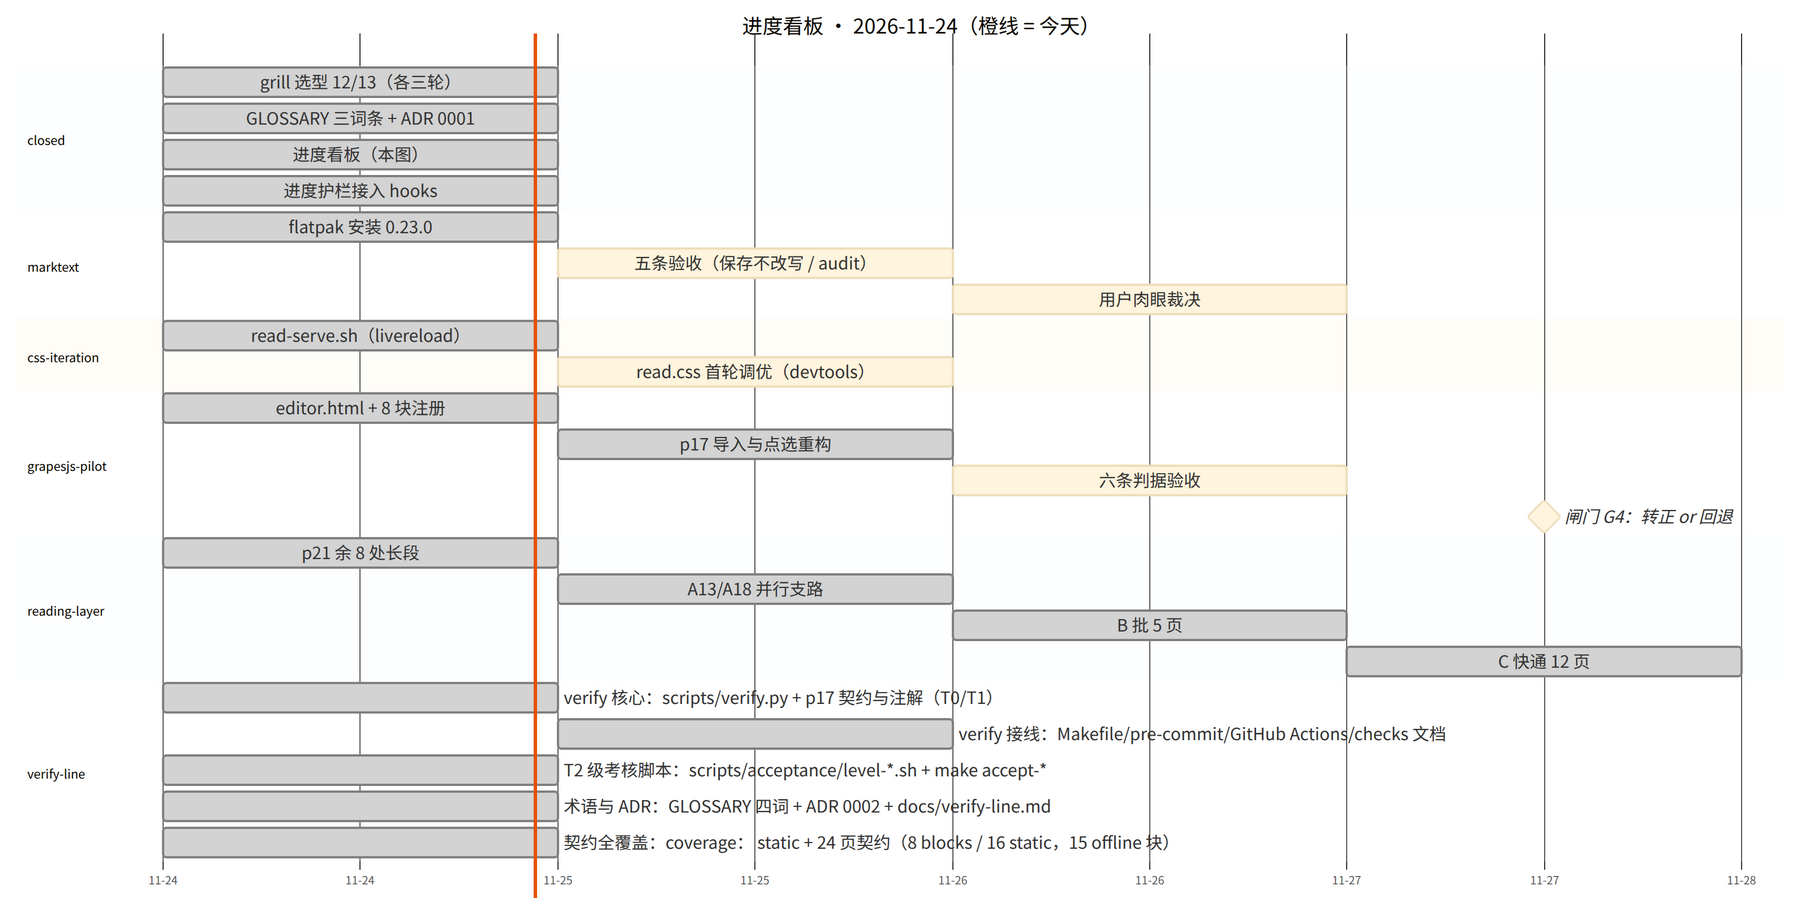 进度看板 · 2026-11-24（橙线 = 今天）
closed
grill 选型 12/13（各三轮）
GLOSSARY 三词条 + ADR 0001
进度看板（本图）
进度护栏接入 hooks
marktext
flatpak 安装 0.23.0
五条验收（保存不改写 / audit）
用户肉眼裁决
css-iteration
read-serve.sh（livereload）
read.css 首轮调优（devtools）
grapesjs-pilot
editor.html + 8 块注册
p17 导入与点选重构
六条判据验收
闸门 G4：转正 or 回退
reading-layer
p21 余 8 处长段
A13/A18 并行支路
B 批 5 页
C 快通 12 页
verify-line
verify 核心：scripts/verify.py + p17 契约与注解（T0/T1）
verify 接线：Makefile/pre-commit/GitHub Actions/checks 文档
T2 级考核脚本：scripts/acceptance/level-*.sh + make accept-*
术语与 ADR：GLOSSARY 四词 + ADR 0002 + docs/verify-line.md
契约全覆盖：coverage： static + 24 页契约（8 blocks / 16 static，15 offline 块）
11-24 11-24 11-25 11-25 11-26 11-26 11-27 11-27 11-28